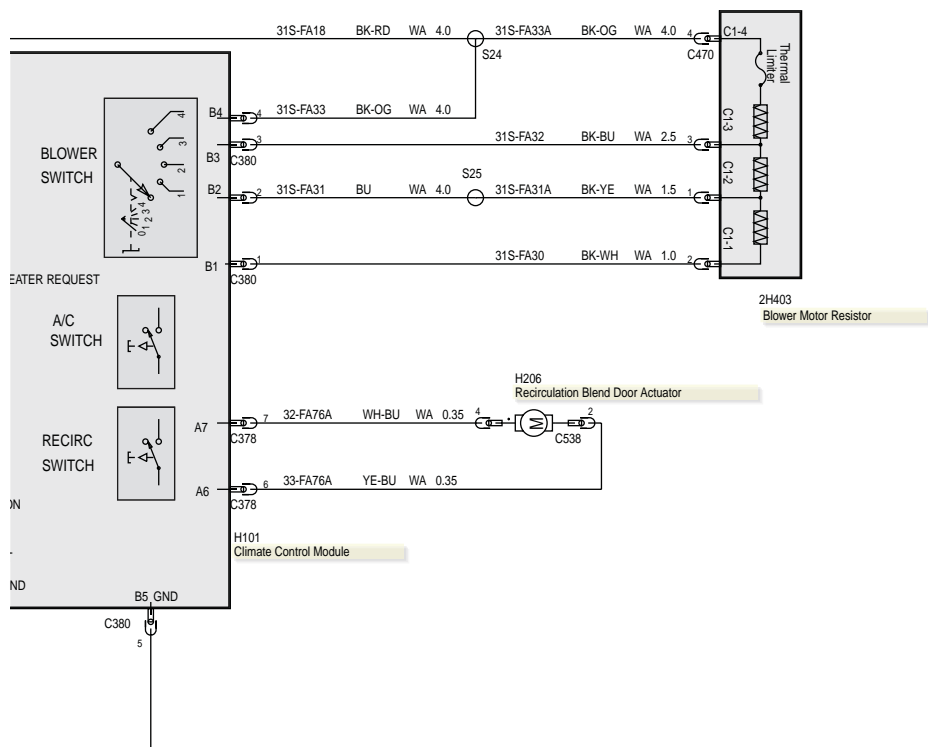 31S-FA18 BK-RD WA 4.0 31S-FA33A BK-OG WA 4.0 4 C1-4
S24 C470
Thermal
Limiter
B4 4 31S-FA33 BK-OG WA 4.0
4
3
2
1
C1-3
BLOWER
SWITCH
B3 3 31S-FA32 BK-BU WA 2.5 3
C380
S25
C1-2
B2 2 31S-FA31 BU WA 4.0 31S-FA31A BK-YE WA 1.5 1
0 1 2 3 4
C1-1
B1 1 31S-FA30 BK-WH WA 1.0 2
C380
EATER REQUEST
2H403
Blower Motor Resistor
A/C
SWITCH
H206
Recirculation Blend Door Actuator
A7 7 32-FA76A WH-BU WA 0.35 4 M 2
C378 C538
RECIRC
SWITCH
A6 6 33-FA76A YE-BU WA 0.35
C378
ON
H101
Climate Control Module
ND
B5 GND
C380
5